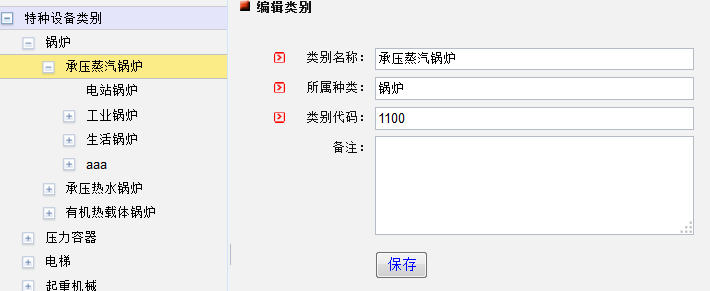 特种设备类别
锅炉
承压蒸汽锅炉
电站锅炉
工业锅炉
生活锅炉
aaa
承压热水锅炉
有机热载体锅炉
压力容器
电梯
起重机械
编辑类别
类别名称： 承压蒸汽锅炉
所属种类： 锅炉
类别代码： 1100
备注：
保存